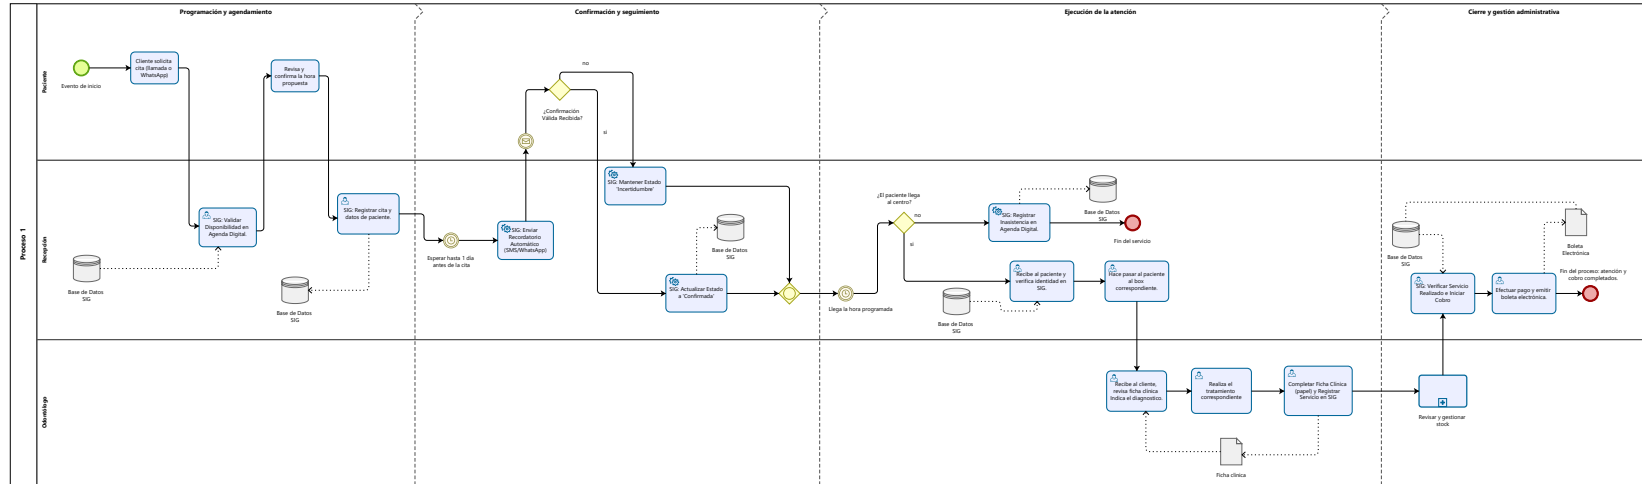 Programación y agendamiento
Confirmación y seguimiento
Ejecución de la atención
Cierre y gestión administrativa
Proceso 1
Paciente
Evento de inicio
Cliente solicita
cita (llamada o
WhatsApp)
Revisa y
confirma la hora
propuesta
no
¿Confirmación
Válida Recibida?
si
Recepción
Base de Datos
SIG
SIG: Validar
Disponibilidad en
Agenda Digital.
Base de Datos
SIG
SIG: Registrar cita y
datos de paciente.
Esperar hasta 1 día
antes de la cita
SIG: Enviar
Recordatorio
Automático
(SMS/WhatsApp)
SIG: Mantener Estado
'Incertidumbre'
Base de Datos
SIG
SIG: Actualizar Estado
a 'Confirmada'
Llega la hora programada
¿El paciente llega
al centro?
no
si
SIG: Registrar
Inasistencia en
Agenda Digital.
Base de Datos
SIG
Fin del servicio
Base de Datos
SIG
Recibe al paciente y
verifica identidad en
SIG.
Hace pasar al paciente
al box
correspondiente.
Base de Datos
SIG
SIG: Verificar Servicio
Realizado e Iniciar
Cobro
Efectuar pago y emitir
boleta electrónica.
Boleta
Electrónica
Fin del proceso: atención y
cobro completados.
Odontólogo
Recibe al cliente,
revisa ficha clínica
Indica el diagnostico.
Realiza el
tratamiento
correspondiente
Completar Ficha Clínica
(papel) y Registrar
Servicio en SIG
Ficha clínica
Revisar y gestionar
stock